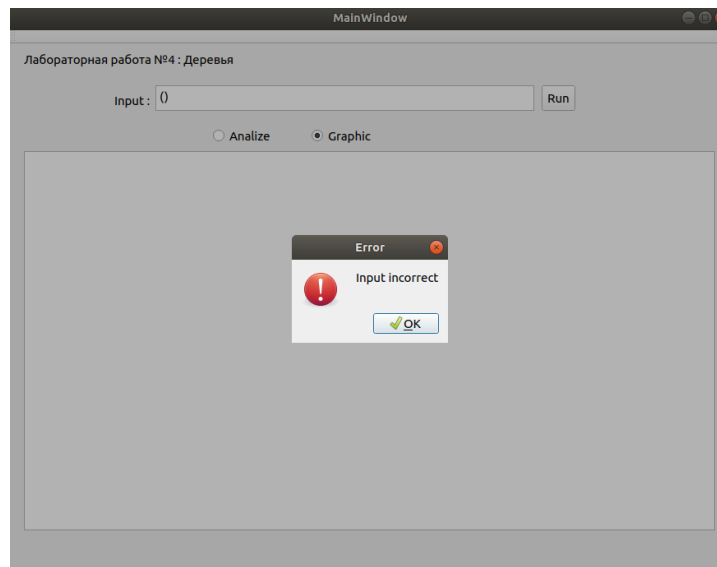 MainWindow
Лабораторная работа №4 : Деревья
Input : () Run
Analize Graphic
Error
Input incorrect
OK